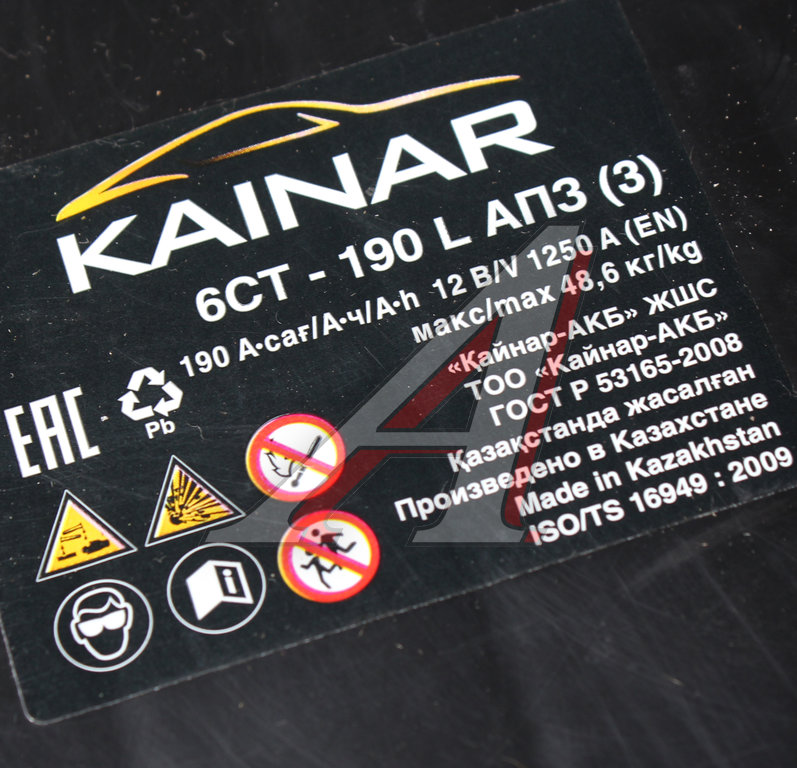 KAINAR
6СТ - 190 L АПЗ (3)
190 А•сағ/А•ч/A•h 12 В/V 1250 А (EN)
макс/max 48,6 кг/kg
«Қайнар-АКБ» ЖШС
ТОО «Кайнар-АКБ»
ГОСТ Р 53165-2008
Қазақстанда жасалған
Произведено в Казахстане
Made in Kazakhstan
ISO/TS 16949 : 2009
EAC
Pb